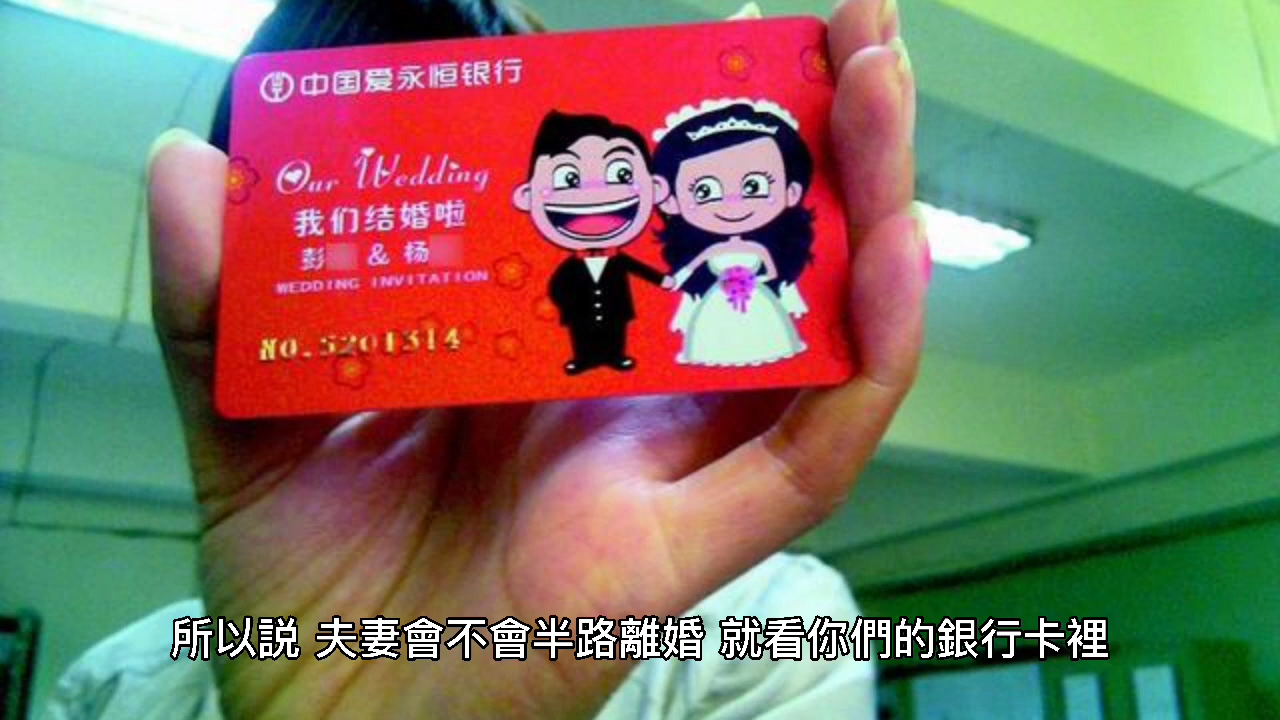 中国爱永恒银行
Our Wedding
我们结婚啦
彭 & 杨
WEDDING INVITATION
NO.5201314
所以説 夫妻會不會半路離婚 就看你們的銀行卡裡